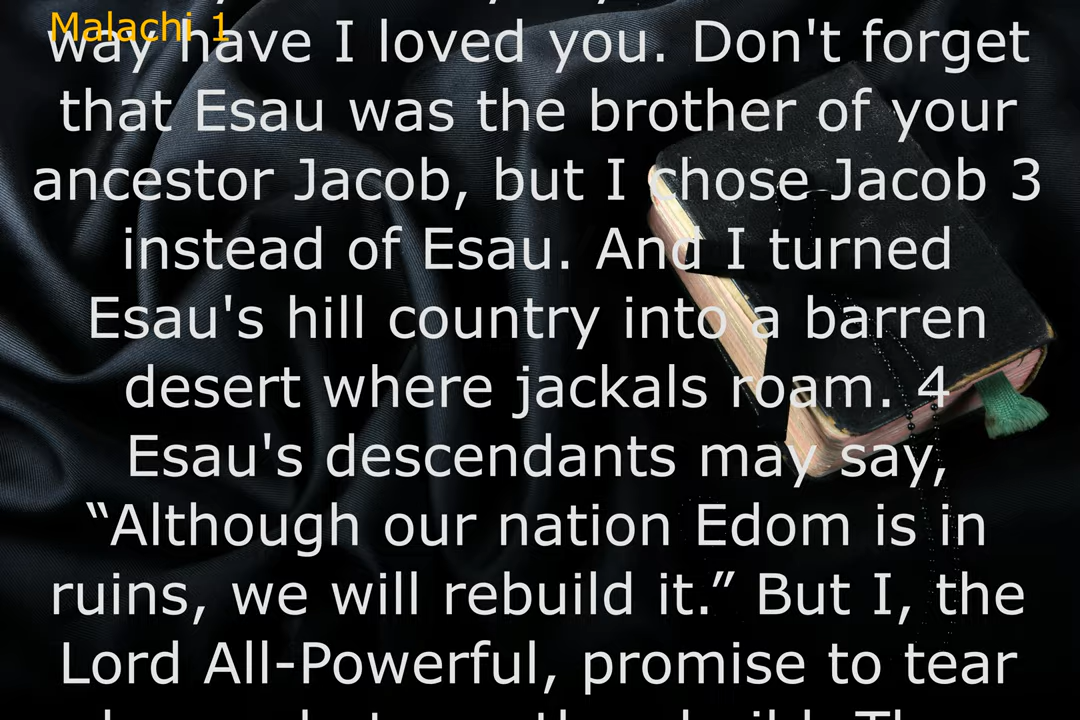 Malachi 1
way have I loved you. Don't forget
that Esau was the brother of your
ancestor Jacob, but I chose Jacob 3
instead of Esau. And I turned
Esau's hill country into a barren
desert where jackals roam. 4
Esau's descendants may say,
“Although our nation Edom is in
ruins, we will rebuild it.” But I, the
Lord All-Powerful, promise to tear